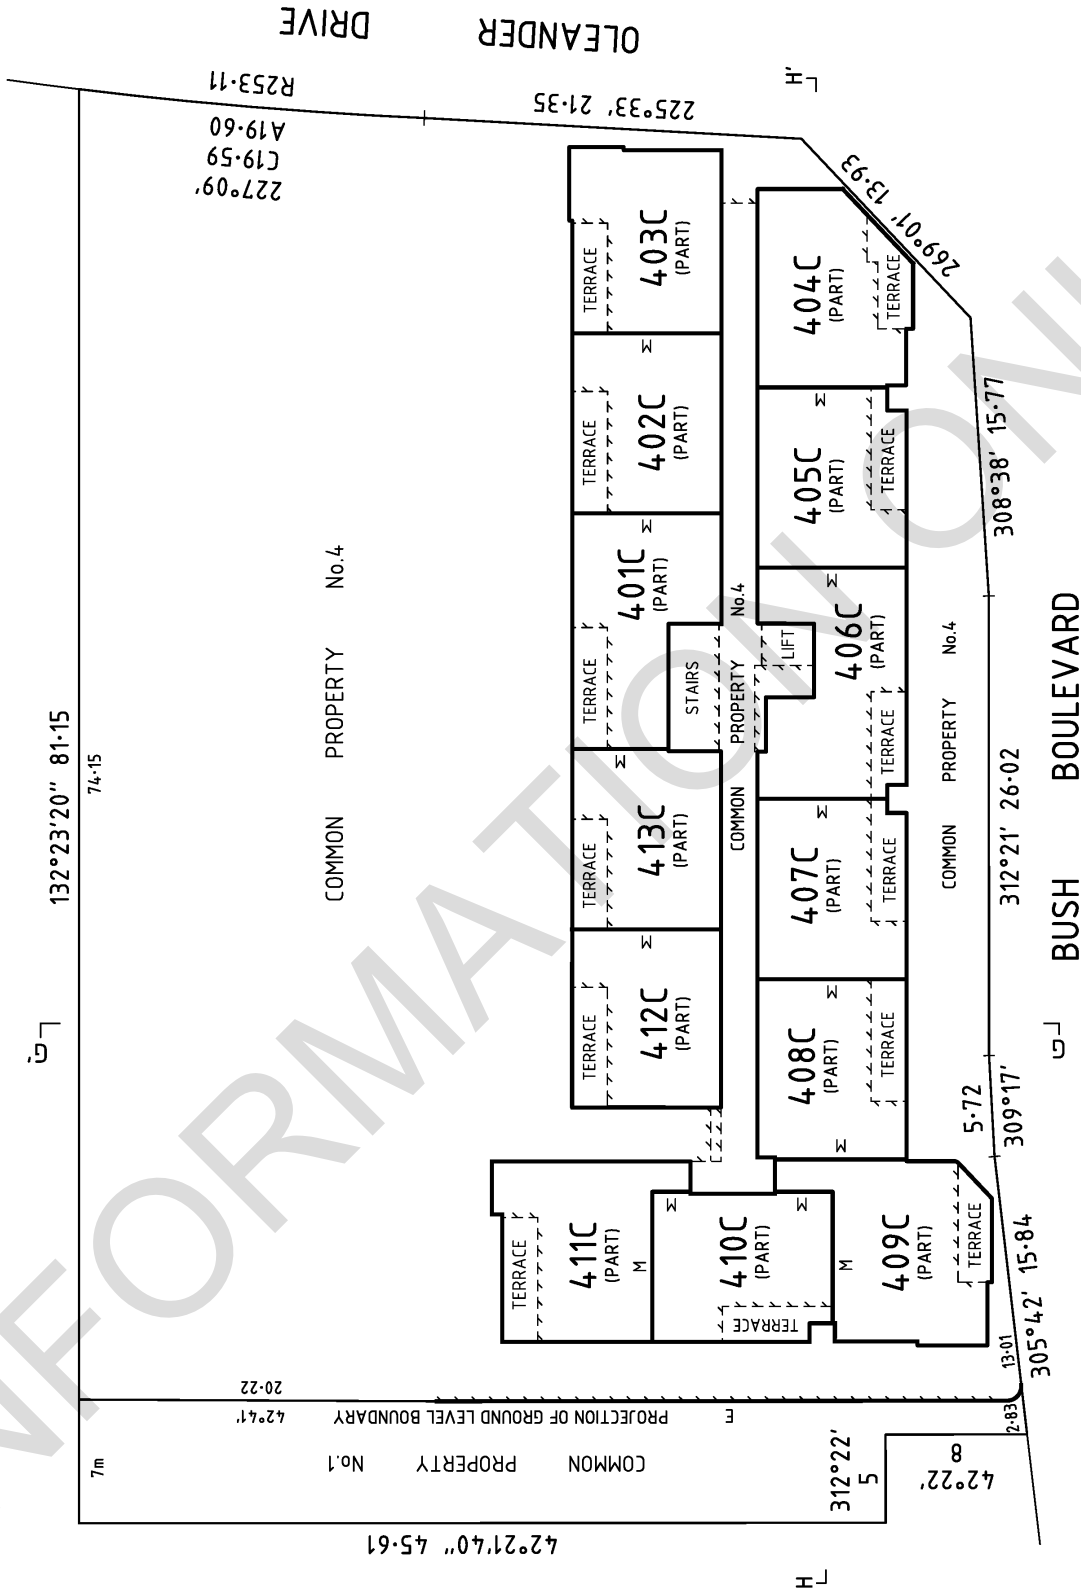 OLEANDER DRIVE
H'
R253·11
A19·60
C19·59
227°09'
225°33' 21·35
269°01' 13·93
308°38' 15·77
132°23'20" 81·15
74·15
COMMON PROPERTY No.4
TERRACE
403C
(PART)
M
TERRACE
402C
(PART)
M
TERRACE
401C
(PART)
STAIRS
M
TERRACE
413C
(PART)
M
TERRACE
412C
(PART)
COMMON PROPERTY No.4
LIFT
404C
(PART)
TERRACE
M
405C
(PART)
TERRACE
M
406C
(PART)
TERRACE
M
407C
(PART)
TERRACE
M
408C
(PART)
TERRACE
M
COMMON PROPERTY No.4
312°21' 26·02
BUSH BOULEVARD
G'
G
5·72
309°17'
TERRACE
411C
(PART)
M
M
410C
(PART)
M
TERRACE
M
409C
(PART)
TERRACE
305°42' 15·84
13·01
2·83
20·22
42°41'
PROJECTION OF GROUND LEVEL BOUNDARY
E
COMMON PROPERTY No.1
7m
312°22'
5
42°22'
8
42°21'40" 45·61
H
INFORMATION ONL